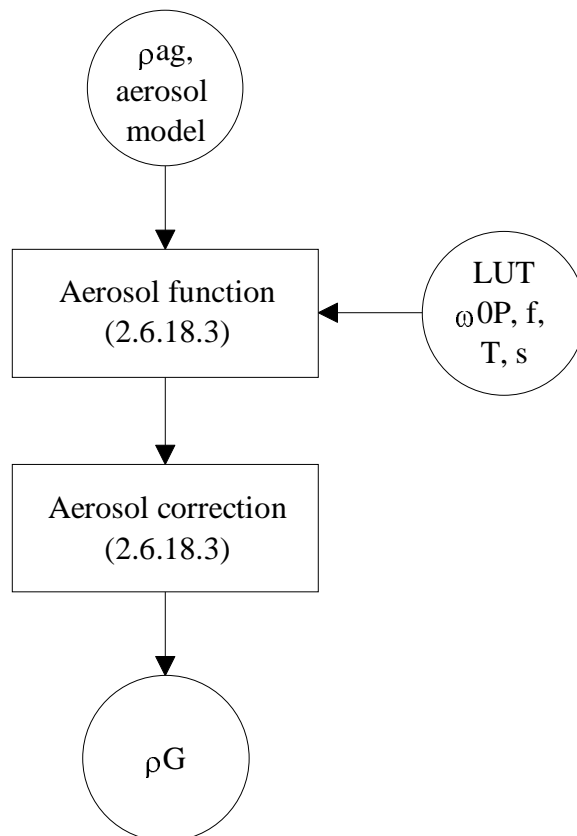 ρag,
aerosol
model
Aerosol function
(2.6.18.3)
LUT
ω0P, f,
T, s
Aerosol correction
(2.6.18.3)
ρG